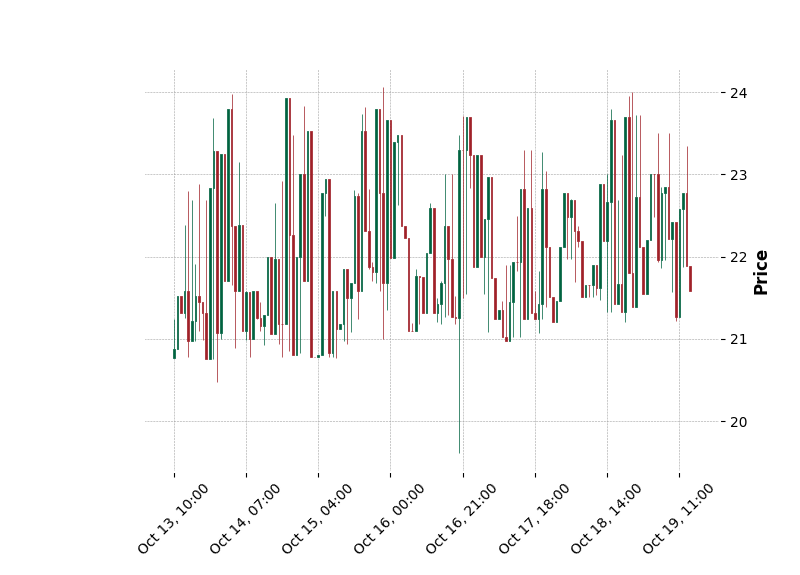 24
23
22
21
20
Price
Oct 13, 10:00
Oct 14, 07:00
Oct 15, 04:00
Oct 16, 00:00
Oct 16, 21:00
Oct 17, 18:00
Oct 18, 14:00
Oct 19, 11:00